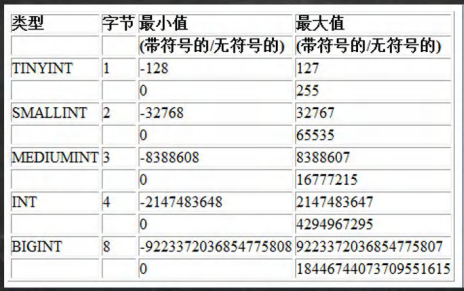 类型 字节 最小值 最大值
(带符号的/无符号的) (带符号的/无符号的)
TINYINT 1 -128 127
0 255
SMALLINT 2 -32768 32767
0 65535
MEDIUMINT 3 -8388608 8388607
0 16777215
INT 4 -2147483648 2147483647
0 4294967295
BIGINT 8 -9223372036854775808 9223372036854775807
0 18446744073709551615